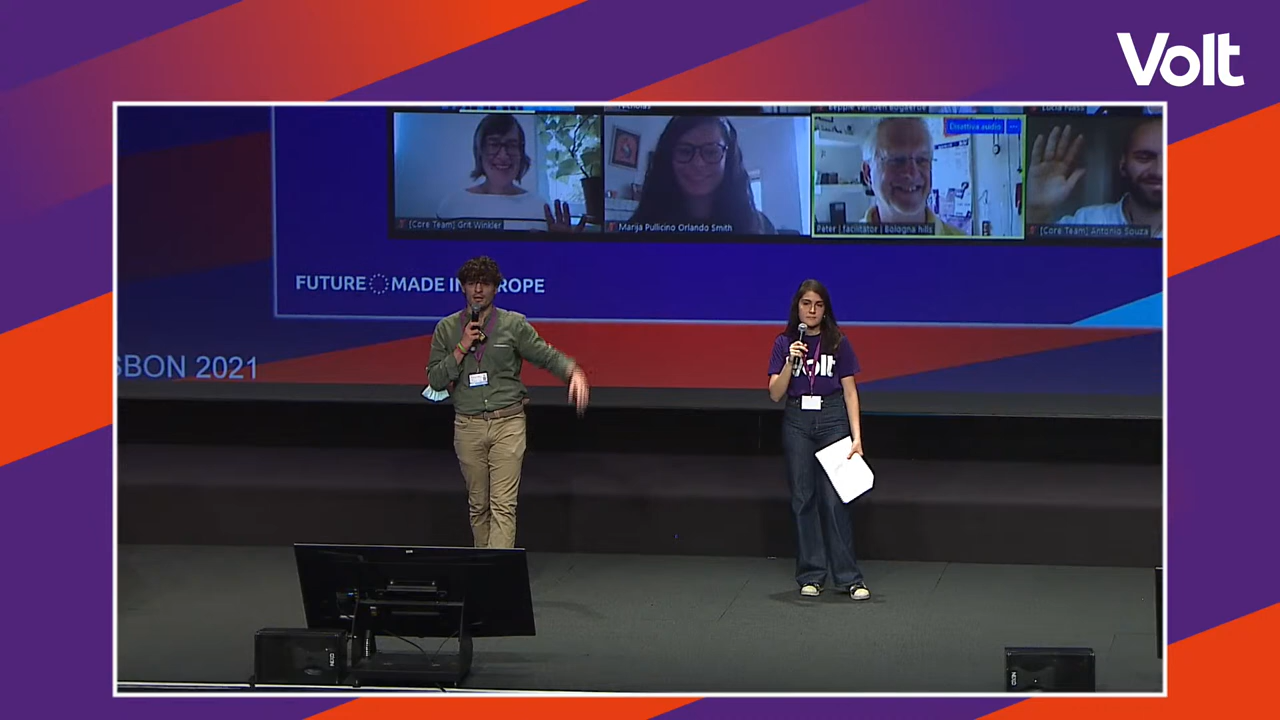 Volt
[Core Team] Grit Winkler
Marija Pullicino Orlando Smith
Peter | facilitator | Bologna hills
[Core Team] Antonio Souza
FUTURE MADE IN ROPE
SBON 2021
Volt